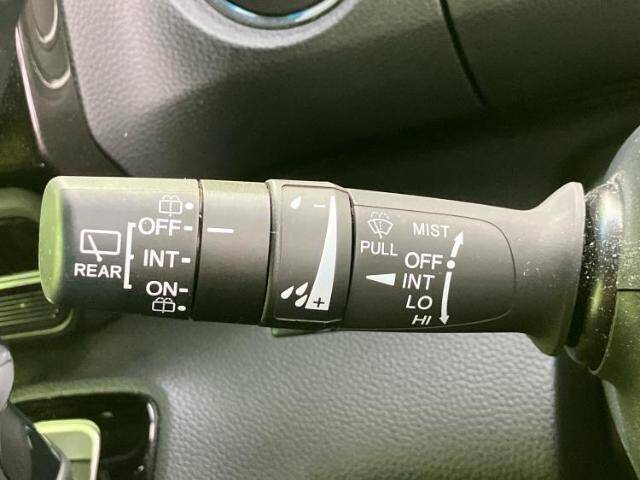 REAR
OFF
INT
ON
-
+
PULL
MIST
OFF
INT
LO
HI